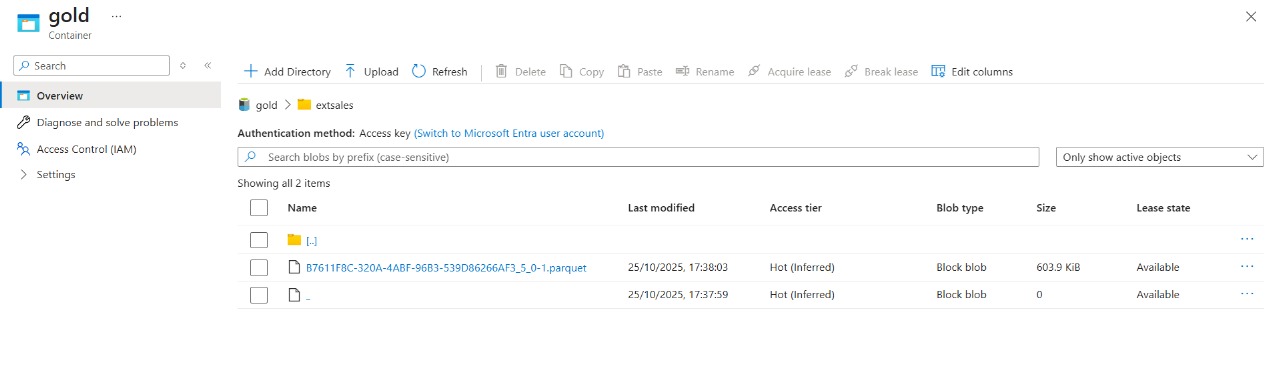 gold ...
Container
Search
Overview
Diagnose and solve problems
Access Control (IAM)
Settings
Add Directory Upload Refresh Delete Copy Paste Rename Acquire lease Break lease Edit columns
gold > extsales
Authentication method: Access key (Switch to Microsoft Entra user account)
Search blobs by prefix (case-sensitive) Only show active objects
Showing all 2 items
Name Last modified Access tier Blob type Size Lease state
[..] ...
B7611F8C-320A-4ABF-96B3-539D86266AF3_5_0-1.parquet 25/10/2025, 17:38:03 Hot (Inferred) Block blob 603.9 KiB Available ...
_ 25/10/2025, 17:37:59 Hot (Inferred) Block blob 0 Available ...